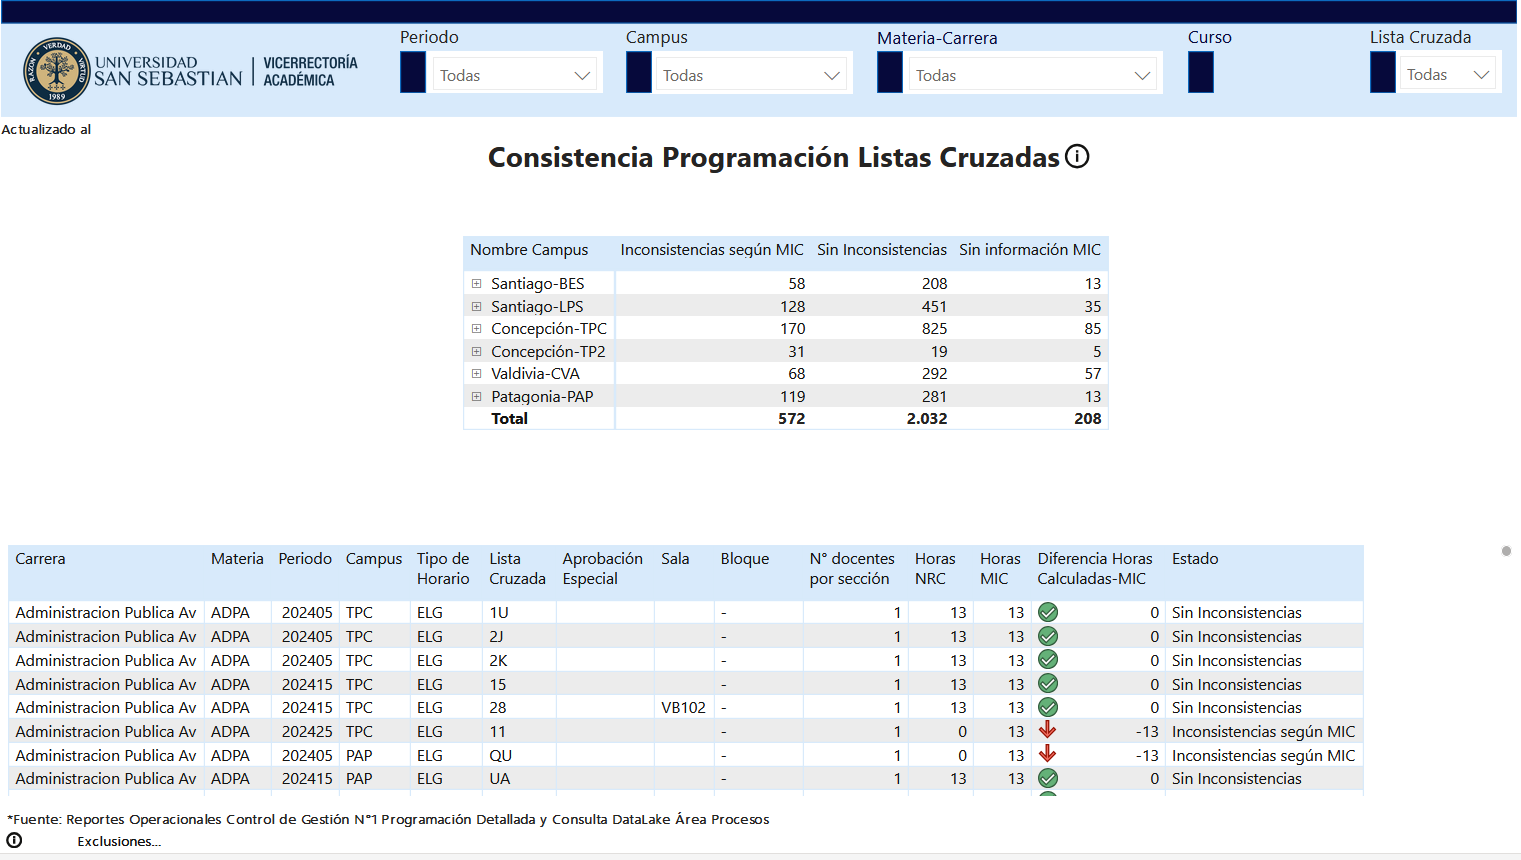 Periodo Campus Materia-Carrera Curso Lista Cruzada
Todas Todas Todas Todas
RAZON · VERDAD · VIRTUD
1989
UNIVERSIDAD
SAN SEBASTIAN
VICERRECTORÍA
ACADÉMICA
Actualizado al
Consistencia Programación Listas Cruzadas
Nombre Campus Inconsistencias según MIC Sin Inconsistencias Sin información MIC
Santiago-BES 58 208 13
Santiago-LPS 128 451 35
Concepción-TPC 170 825 85
Concepción-TP2 31 19 5
Valdivia-CVA 68 292 57
Patagonia-PAP 119 281 13
Total 572 2.032 208
Carrera Materia Periodo Campus Tipo de Horario Lista Cruzada Aprobación Especial Sala Bloque N° docentes por sección Horas NRC Horas MIC Diferencia Horas Calculadas-MIC Estado
Administracion Publica Av ADPA 202405 TPC ELG 1U - 1 13 13 0 Sin Inconsistencias
Administracion Publica Av ADPA 202405 TPC ELG 2J - 1 13 13 0 Sin Inconsistencias
Administracion Publica Av ADPA 202405 TPC ELG 2K - 1 13 13 0 Sin Inconsistencias
Administracion Publica Av ADPA 202415 TPC ELG 15 - 1 13 13 0 Sin Inconsistencias
Administracion Publica Av ADPA 202415 TPC ELG 28 VB102 - 1 13 13 0 Sin Inconsistencias
Administracion Publica Av ADPA 202425 TPC ELG 11 - 1 0 13 -13 Inconsistencias según MIC
Administracion Publica Av ADPA 202405 PAP ELG QU - 1 0 13 -13 Inconsistencias según MIC
Administracion Publica Av ADPA 202415 PAP ELG UA - 1 13 13 0 Sin Inconsistencias
*Fuente: Reportes Operacionales Control de Gestión N°1 Programación Detallada y Consulta DataLake Área Procesos
Exclusiones...